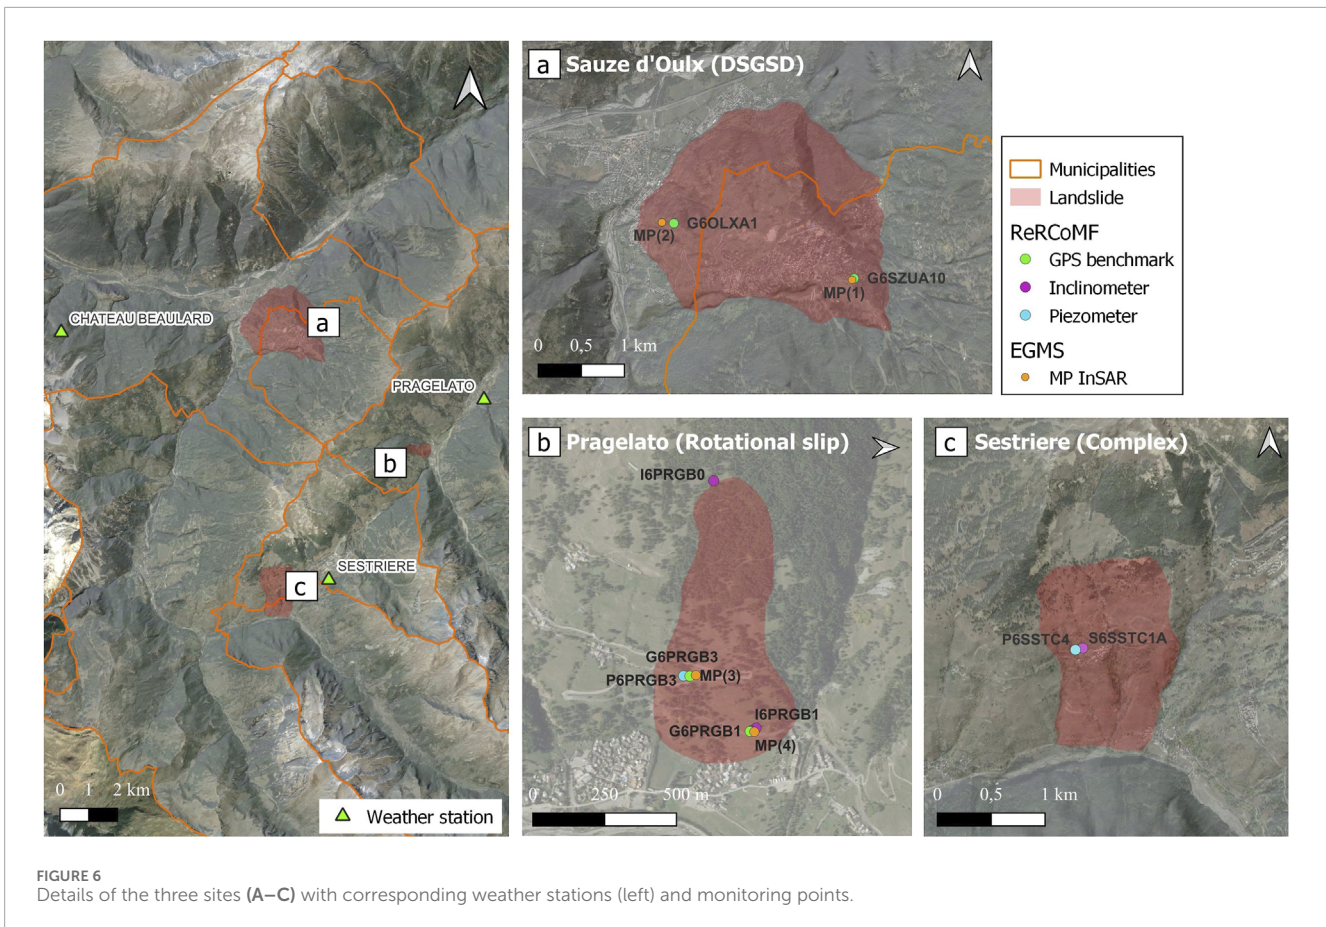 CHATEAU BEAULARD
a
PRAGELATO
b
SESTRIERE
c
0 1 2 km
Weather station
a Sauze d'Oulx (DSGSD)
G6OLXA1
MP(2)
G6SZUA10
MP(1)
0 0,5 1 km
Municipalities
Landslide
ReRCoMF
GPS benchmark
Inclinometer
Piezometer
EGMS
MP InSAR
b Pragelato (Rotational slip)
I6PRGB0
G6PRGB3
P6PRGB3 MP(3)
I6PRGB1
G6PRGB1
MP(4)
0 250 500 m
c Sestriere (Complex)
P6SSTC4 S6SSTC1A
0 0,5 1 km
FIGURE 6
Details of the three sites (A–C) with corresponding weather stations (left) and monitoring points.